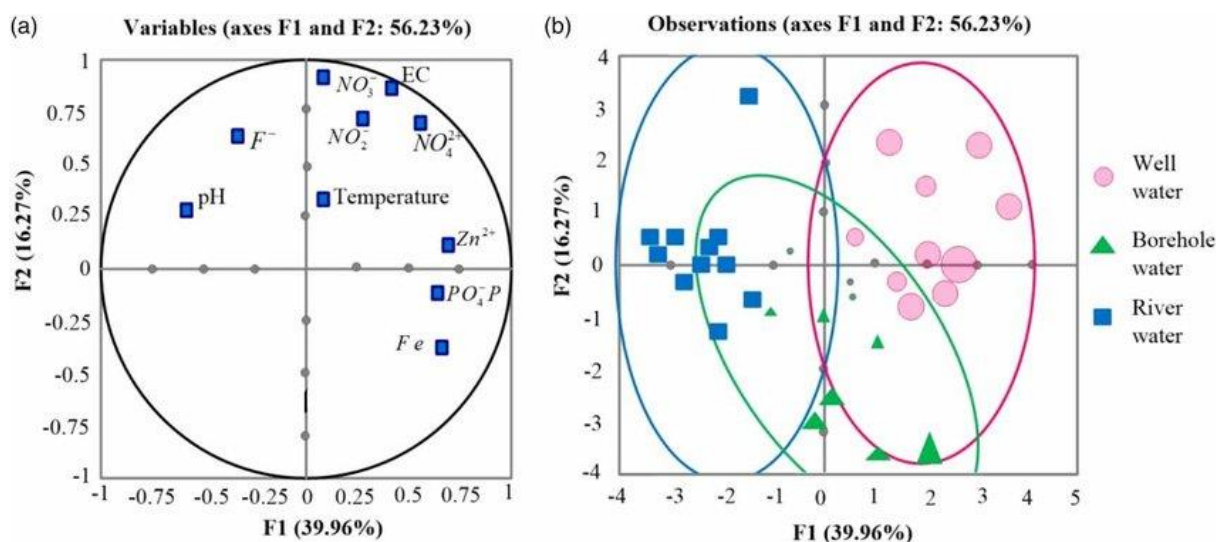 (a)
Variables (axes F1 and F2: 56.23%)
1
0.75
0.5
0.25
0
-0.25
-0.5
-0.75
-1
F2 (16.27%)
NO₃⁻
EC
NO₂⁻
NO₄²⁺
F⁻
pH
Temperature
Zn²⁺
PO₄⁻P
Fe
-1 -0.75 -0.5 -0.25 0 0.25 0.5 0.75 1
F1 (39.96%)
(b)
Observations (axes F1 and F2: 56.23%)
4
3
2
1
0
-1
-2
-3
-4
F2 (16.27%)
-4 -3 -2 -1 0 1 2 3 4 5
F1 (39.96%)
Well
water
Borehole
water
River
water